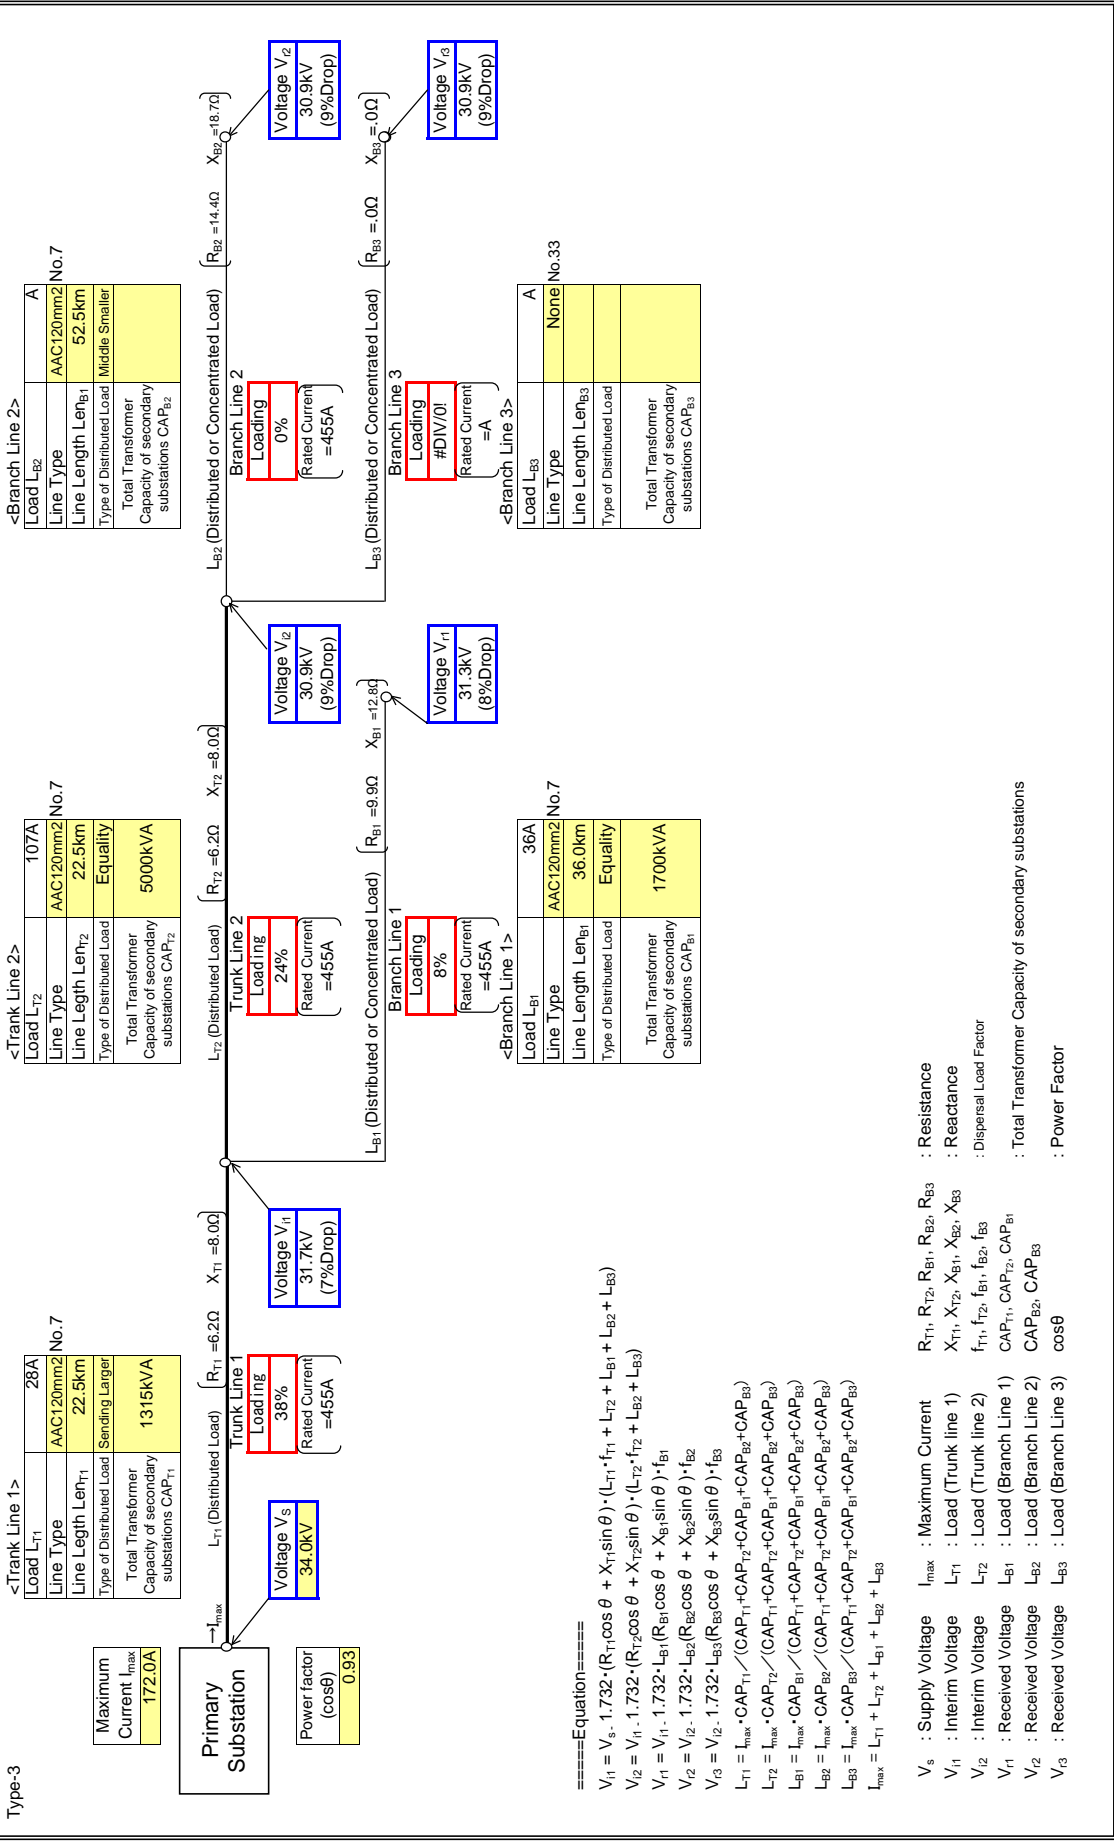 Type-3
Maximum
Current Imax
172.0A
Primary
Substation
Power factor
(cosθ)
0.93
→Imax
Voltage VS
34.0kV
<Trank Line 1>
Load LT1 28A
Line Type AAC120mm2 No.7
Line Legth LenT1 22.5km
Type of Distributed Load Sending Larger
Total Transformer
Capacity of secondary
substations CAPT1
1315kVA
LT1 (Distributed Load) RT1 =6.2Ω XT1 =8.0Ω
Trunk Line 1
Loading
38%
Rated Current
=455A
Voltage Vi1
31.7kV
(7%Drop)
<Trank Line 2>
Load LT2 107A
Line Type AAC120mm2 No.7
Line Legth LenT2 22.5km
Type of Distributed Load Equality
Total Transformer
Capacity of secondary
substations CAPT2
5000kVA
LT2 (Distributed Load) RT2 =6.2Ω XT2 =8.0Ω
Trunk Line 2
Loading
24%
Rated Current
=455A
Voltage Vi2
30.9kV
(9%Drop)
LB1 (Distributed or Concentrated Load) RB1 =9.9Ω XB1 =12.8Ω
Branch Line 1
Loading
8%
Rated Current
=455A
Voltage Vr1
31.3kV
(8%Drop)
<Branch Line 1>
Load LB1 36A
Line Type AAC120mm2 No.7
Line Length LenB1 36.0km
Type of Distributed Load Equality
Total Transformer
Capacity of secondary
substations CAPB1
1700kVA
<Branch Line 2>
Load LB2 A
Line Type AAC120mm2 No.7
Line Length LenB1 52.5km
Type of Distributed Load Middle Smaller
Total Transformer
Capacity of secondary
substations CAPB2
LB2 (Distributed or Concentrated Load) RB2 =14.4Ω XB2 =18.7Ω
Branch Line 2
Loading
0%
Rated Current
=455A
Voltage Vr2
30.9kV
(9%Drop)
LB3 (Distributed or Concentrated Load) RB3 =.0Ω XB3 =.0Ω
Branch Line 3
Loading
#DIV/0!
Rated Current
=A
Voltage Vr3
30.9kV
(9%Drop)
<Branch Line 3>
Load LB3 A
Line Type None No.33
Line Length LenB3
Type of Distributed Load
Total Transformer
Capacity of secondary
substations CAPB3
=====Equation=====
Vi1 = Vs - 1.732・(RT1cos θ + XT1sin θ)・(LT1・fT1 + LT2 + LB1 + LB2 + LB3)
Vi2 = Vi1 - 1.732・(RT2cos θ + XT2sin θ)・(LT2・fT2 + LB2 + LB3)
Vr1 = Vi1 - 1.732・LB1(RB1cos θ + XB1sin θ)・fB1
Vr2 = Vi2 - 1.732・LB2(RB2cos θ + XB2sin θ)・fB2
Vr3 = Vi2 - 1.732・LB3(RB3cos θ + XB3sin θ)・fB3
LT1 = Imax・CAPT1／(CAPT1+CAPT2+CAPB1+CAPB2+CAPB3)
LT2 = Imax・CAPT2／(CAPT1+CAPT2+CAPB1+CAPB2+CAPB3)
LB1 = Imax・CAPB1／(CAPT1+CAPT2+CAPB1+CAPB2+CAPB3)
LB2 = Imax・CAPB2／(CAPT1+CAPT2+CAPB1+CAPB2+CAPB3)
LB3 = Imax・CAPB3／(CAPT1+CAPT2+CAPB1+CAPB2+CAPB3)
Imax = LT1 + LT2 + LB1 + LB2 + LB3
Vs : Supply Voltage Imax : Maximum Current RT1, RT2, RB1, RB2, RB3 : Resistance
Vi1 : Interim Voltage LT1 : Load (Trunk line 1) XT1, XT2, XB1, XB2, XB3 : Reactance
Vi2 : Interim Voltage LT2 : Load (Trunk line 2) fT1, fT2, fB1, fB2, fB3 : Dispersal Load Factor
Vr1 : Received Voltage LB1 : Load (Branch Line 1) CAPT1, CAPT2, CAPB1 : Total Transformer Capacity of secondary substations
Vr2 : Received Voltage LB2 : Load (Branch Line 2) CAPB2, CAPB3
Vr3 : Received Voltage LB3 : Load (Branch Line 3) cosθ : Power Factor